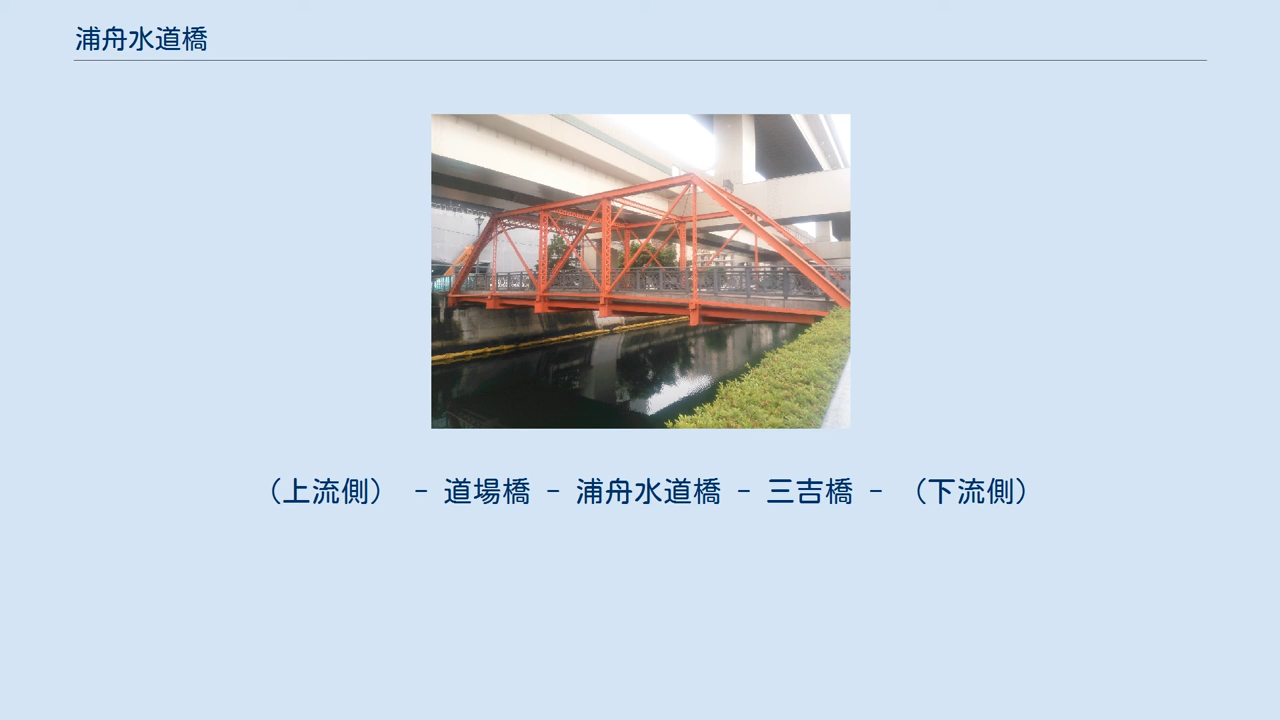 浦舟水道橋
（上流側） - 道場橋 - 浦舟水道橋 - 三吉橋 - （下流側）